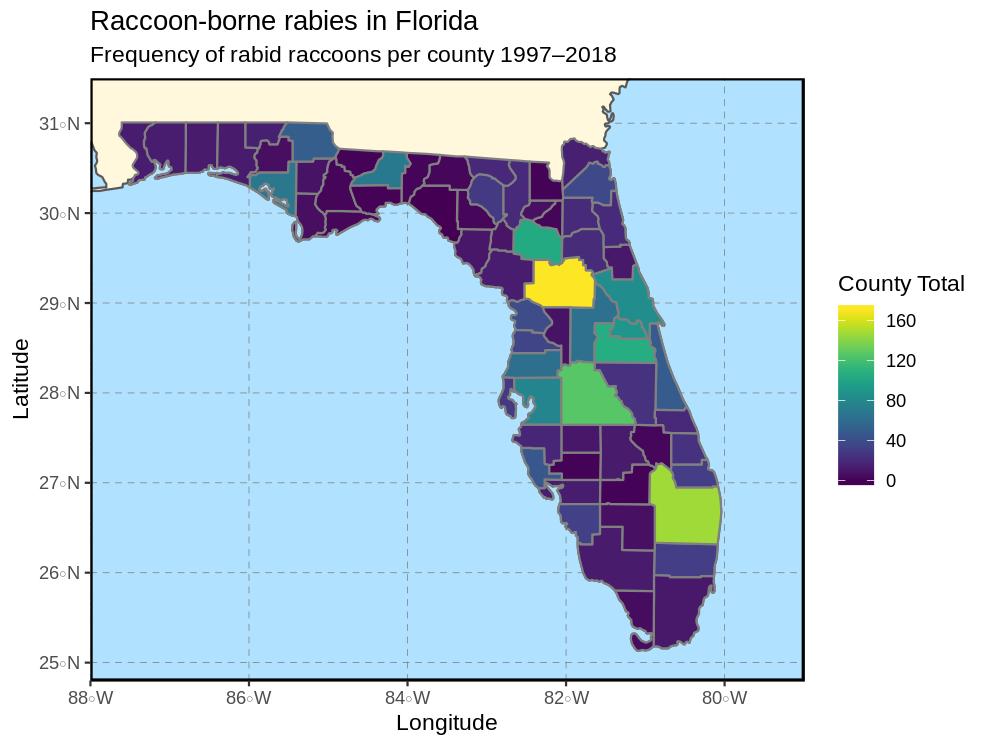 Raccoon-borne rabies in Florida
Frequency of rabid raccoons per county 1997–2018
31◦N
30◦N
29◦N
28◦N
27◦N
26◦N
25◦N
88◦W 86◦W 84◦W 82◦W 80◦W
Longitude
Latitude
County Total
160
120
80
40
0